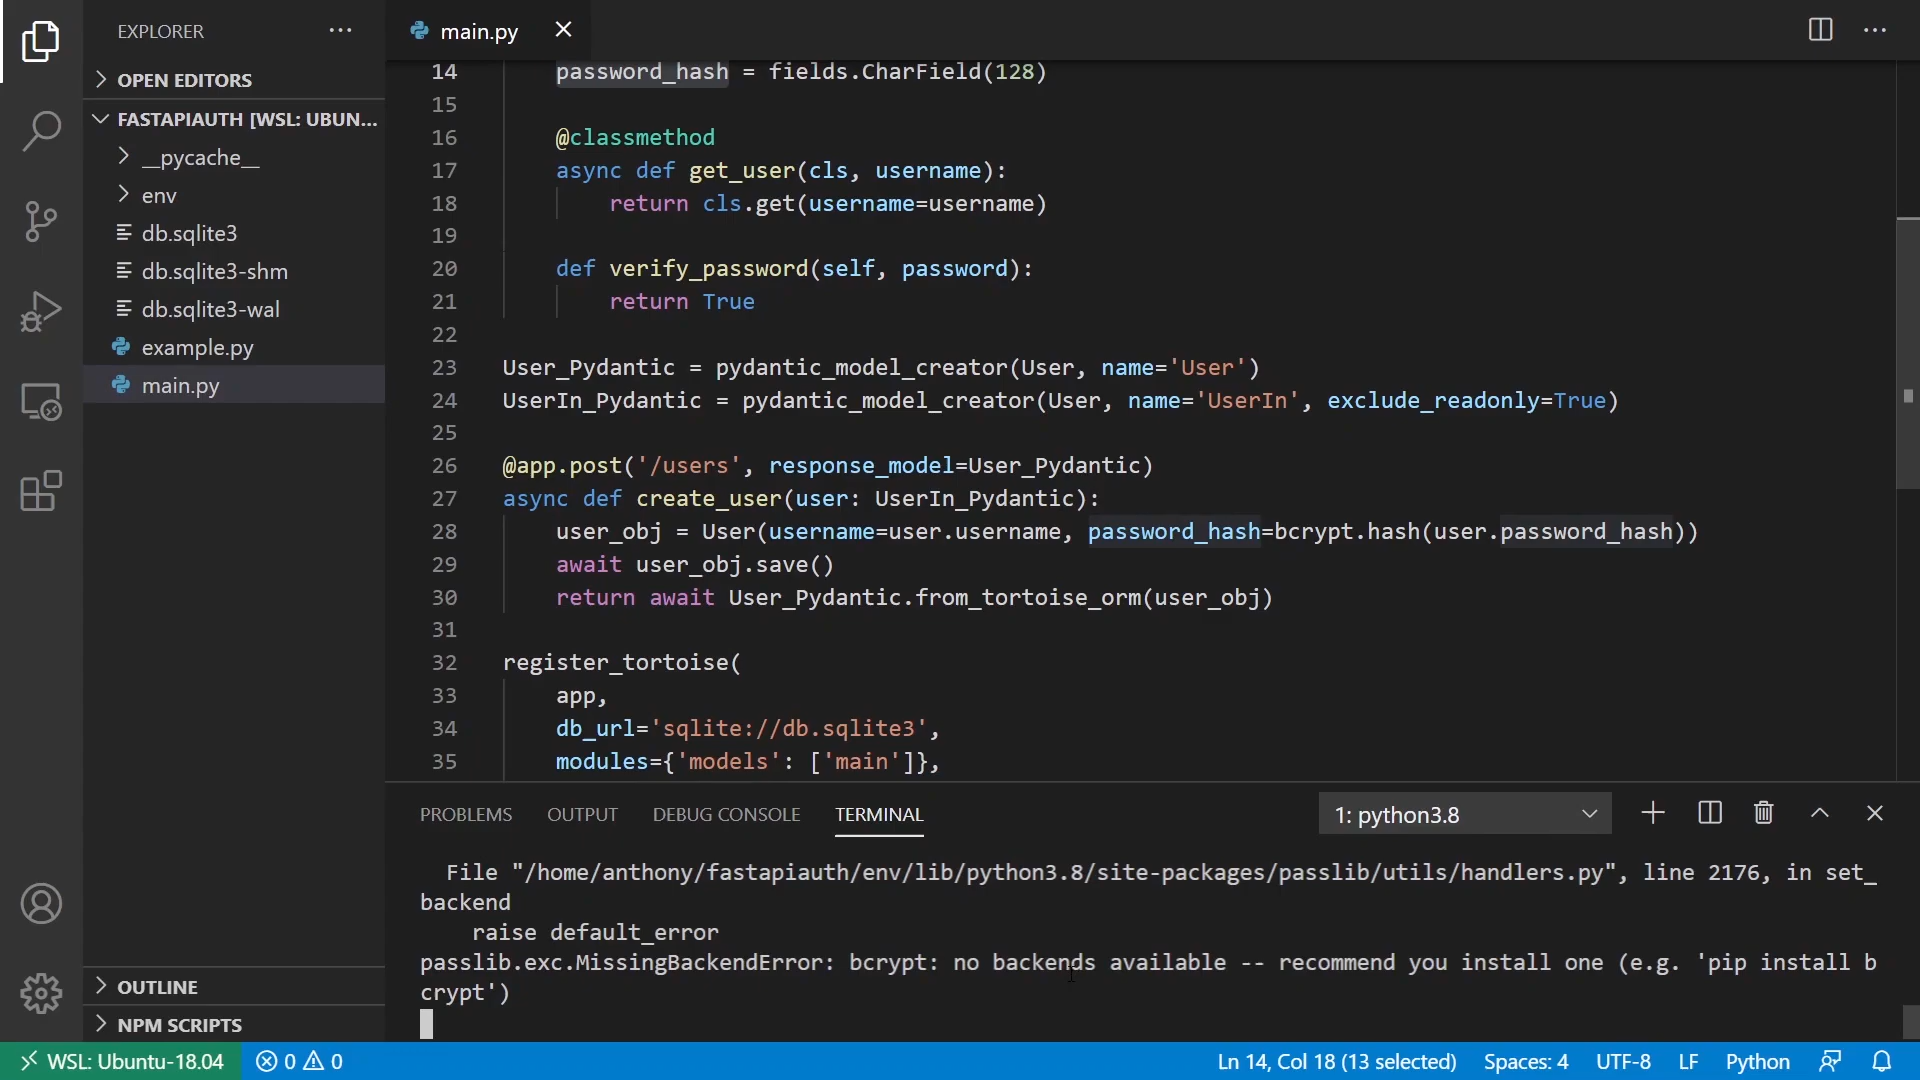 EXPLORER
OPEN EDITORS
FASTAPIAUTH [WSL: UBUN...
__pycache__
env
db.sqlite3
db.sqlite3-shm
db.sqlite3-wal
example.py
main.py
OUTLINE
NPM SCRIPTS
main.py
14 password_hash = fields.CharField(128)
15
16 @classmethod
17 async def get_user(cls, username):
18 return cls.get(username=username)
19
20 def verify_password(self, password):
21 return True
22
23 User_Pydantic = pydantic_model_creator(User, name='User')
24 UserIn_Pydantic = pydantic_model_creator(User, name='UserIn', exclude_readonly=True)
25
26 @app.post('/users', response_model=User_Pydantic)
27 async def create_user(user: UserIn_Pydantic):
28 user_obj = User(username=user.username, password_hash=bcrypt.hash(user.password_hash))
29 await user_obj.save()
30 return await User_Pydantic.from_tortoise_orm(user_obj)
31
32 register_tortoise(
33 app,
34 db_url='sqlite://db.sqlite3',
35 modules={'models': ['main']},
PROBLEMS OUTPUT DEBUG CONSOLE TERMINAL 1: python3.8
File "/home/anthony/fastapiauth/env/lib/python3.8/site-packages/passlib/utils/handlers.py", line 2176, in set_
backend
raise default_error
passlib.exc.MissingBackendError: bcrypt: no backends available -- recommend you install one (e.g. 'pip install b
crypt')
WSL: Ubuntu-18.04 0 0 Ln 14, Col 18 (13 selected) Spaces: 4 UTF-8 LF Python